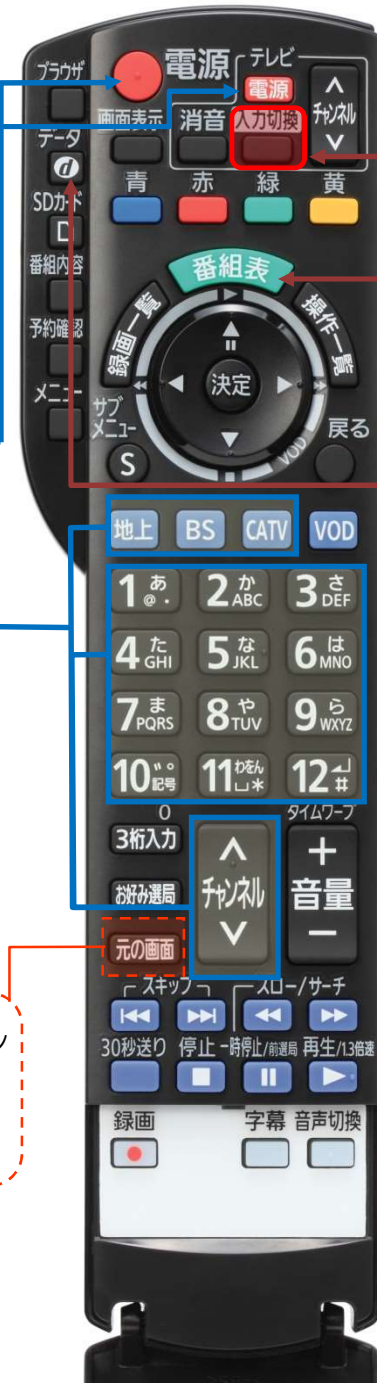 ブラウザ
電源
テレビ
電源
チャンネル
画面表示
消音
入力切換
データ
d
青
赤
緑
黄
SDカード
番組内容
番組表
録画一覧
操作一覧
予約確認
決定
メニュー
サブ
メニュー
S
VOD
戻る
地上
BS
CATV
VOD
1 あ @.
2 か ABC
3 さ DEF
4 た GHI
5 な JKL
6 は MNO
7 ま PQRS
8 や TUV
9 ら WXYZ
10 ゛゜ 記号
11 わをん ␣*
12 #
0
タイムワープ
3桁入力
チャンネル
+
音量
-
お好み選局
元の画面
スキップ
スロー/サーチ
30秒送り
停止
一時停止/前選局
再生/1.3倍速
録画
字幕
音声切換